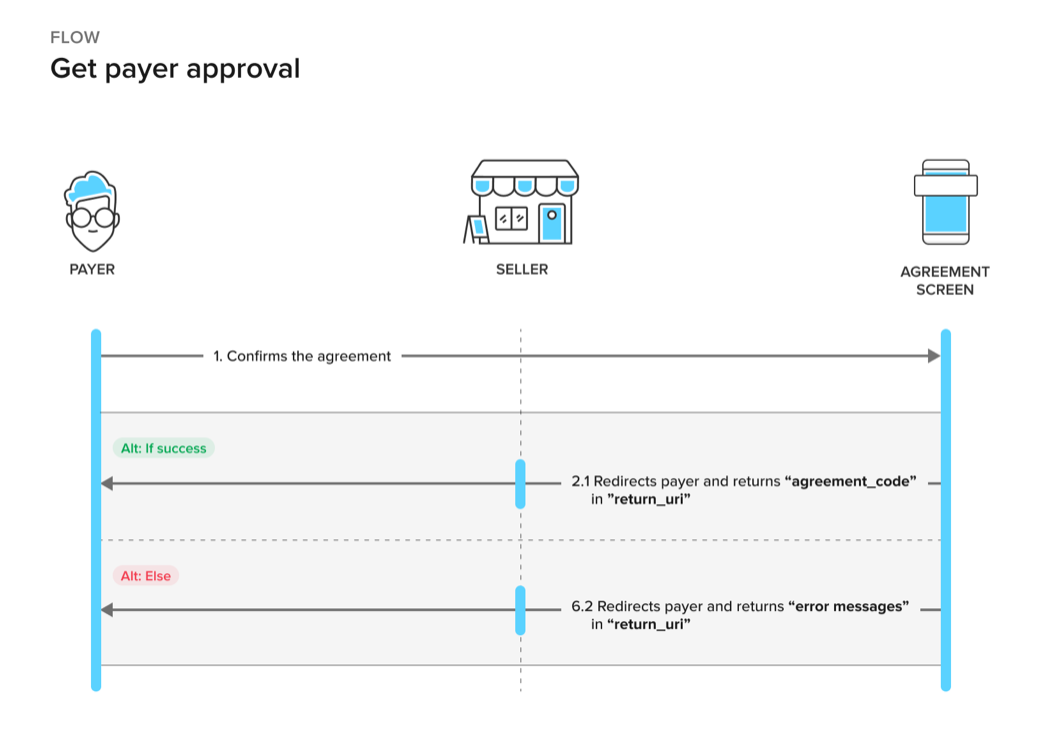 FLOW
Get payer approval
PAYER
SELLER
AGREEMENT
SCREEN
1. Confirms the agreement
Alt: If success
2.1 Redirects payer and returns “agreement_code”
in ”return_uri”
Alt: Else
6.2 Redirects payer and returns “error messages”
in “return_uri”